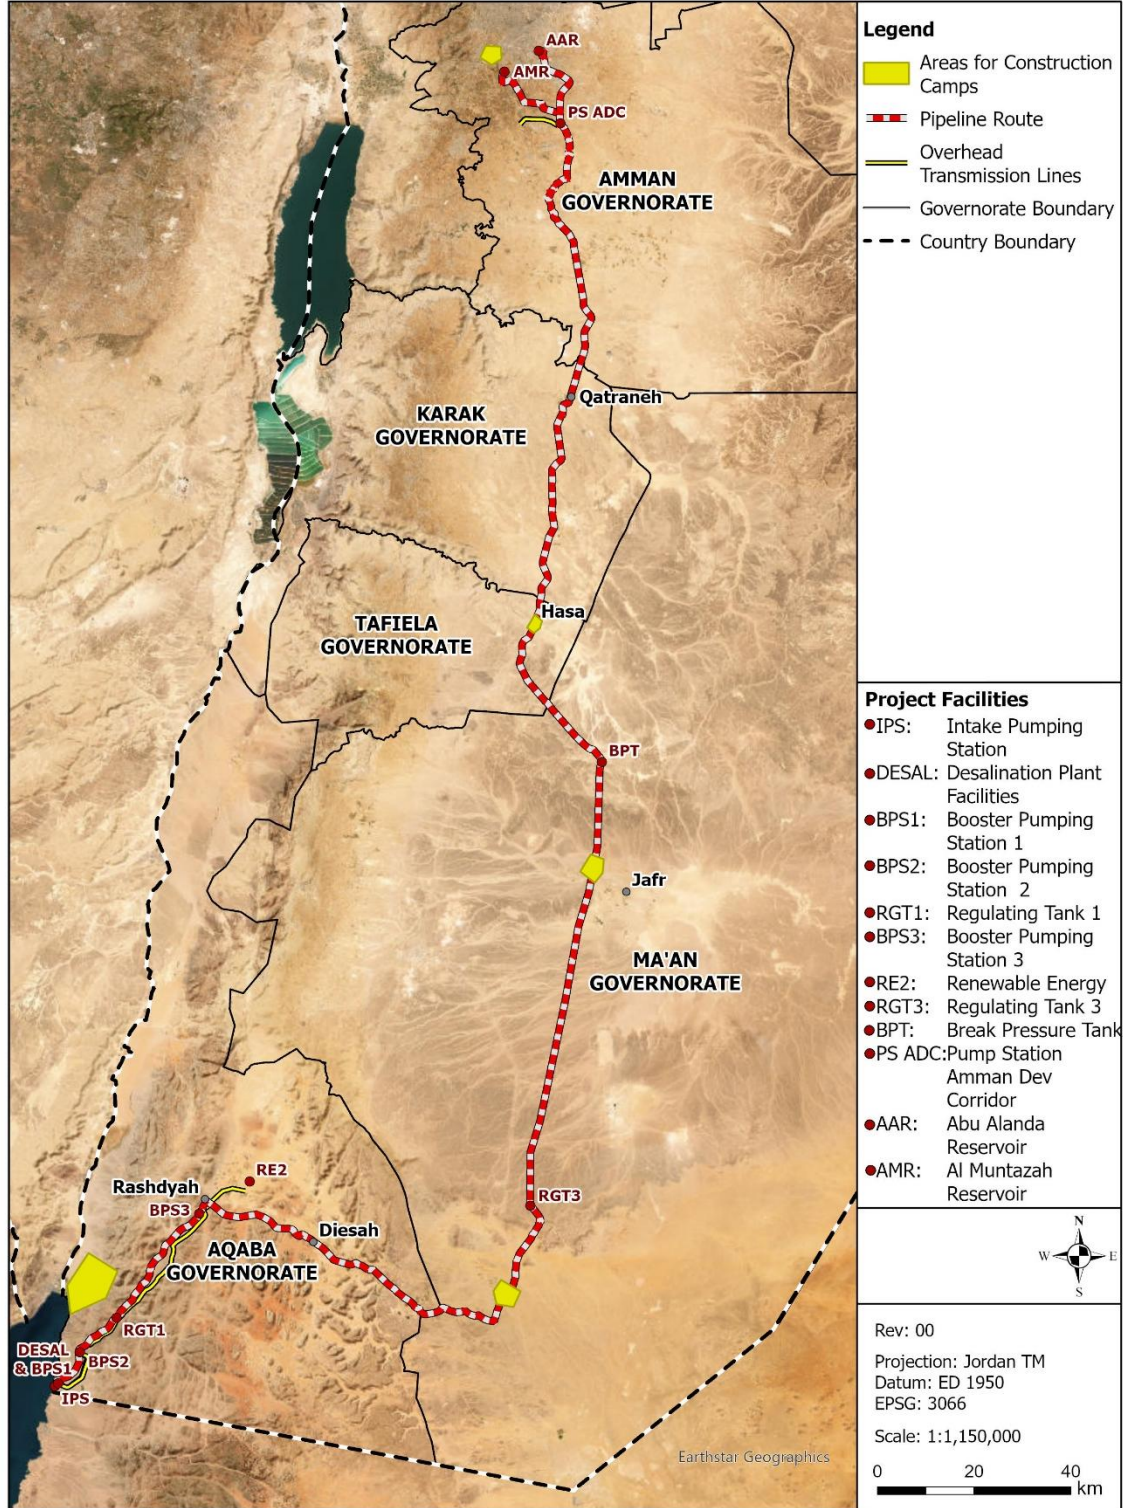 AAR
AMR
PS ADC
AMMAN
GOVERNORATE
Qatraneh
KARAK
GOVERNORATE
Hasa
TAFIELA
GOVERNORATE
BPT
Jafr
MA'AN
GOVERNORATE
RE2
Rashdyah
BPS3
RGT3
Diesah
AQABA
GOVERNORATE
RGT1
DESAL
& BPS1
BPS2
IPS
Earthstar Geographics
Legend
Areas for Construction
Camps
Pipeline Route
Overhead
Transmission Lines
Governorate Boundary
Country Boundary
Project Facilities
IPS: Intake Pumping
Station
DESAL: Desalination Plant
Facilities
BPS1: Booster Pumping
Station 1
BPS2: Booster Pumping
Station 2
RGT1: Regulating Tank 1
BPS3: Booster Pumping
Station 3
RE2: Renewable Energy
RGT3: Regulating Tank 3
BPT: Break Pressure Tank
PS ADC: Pump Station
Amman Dev
Corridor
AAR: Abu Alanda
Reservoir
AMR: Al Muntazah
Reservoir
N
W E
S
Rev: 00
Projection: Jordan TM
Datum: ED 1950
EPSG: 3066
Scale: 1:1,150,000
0 20 40
km